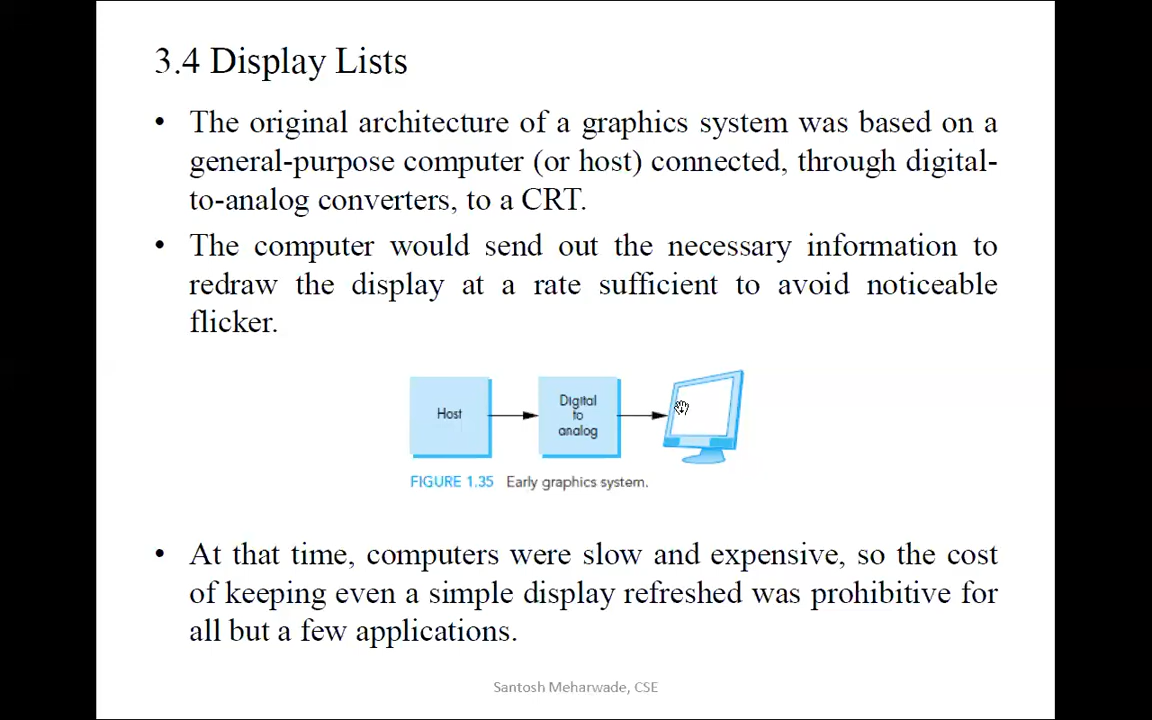 3.4 Display Lists
• The original architecture of a graphics system was based on a
general-purpose computer (or host) connected, through digital-
to-analog converters, to a CRT.
• The computer would send out the necessary information to
redraw the display at a rate sufficient to avoid noticeable
flicker.
Host
Digital
to
analog
FIGURE 1.35 Early graphics system.
• At that time, computers were slow and expensive, so the cost
of keeping even a simple display refreshed was prohibitive for
all but a few applications.
Santosh Meharwade, CSE